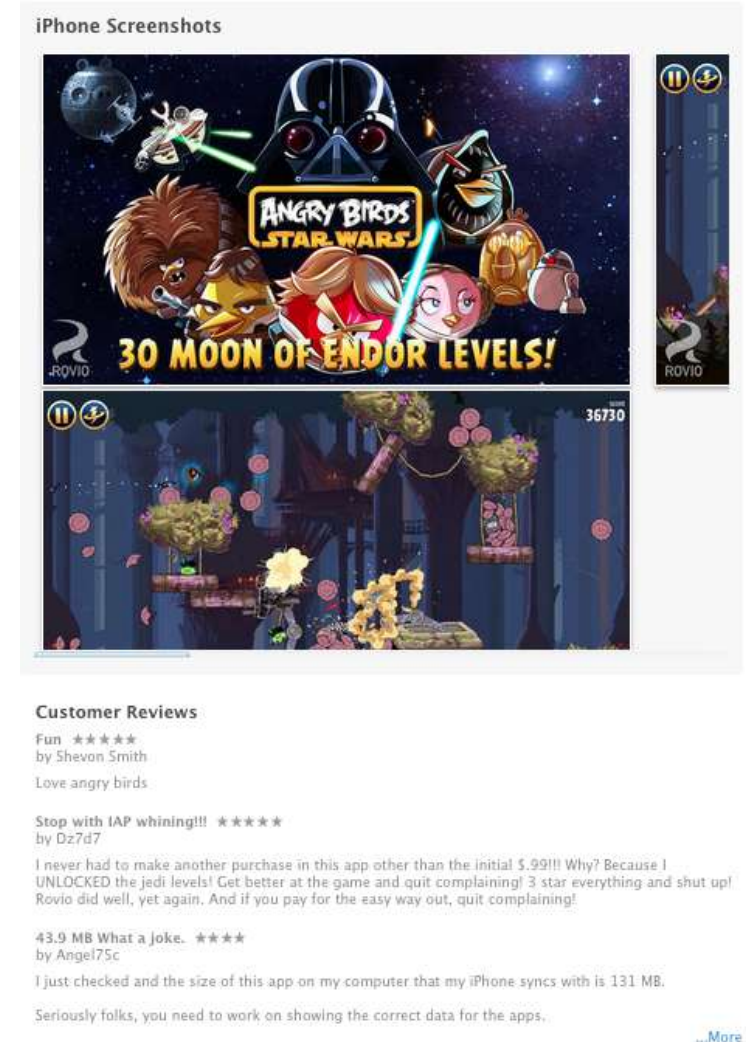 iPhone Screenshots
ANGRY BIRDS
STAR WARS
30 MOON OF ENDOR LEVELS!
ROVIO
ROVIO
SCORE
36730
Customer Reviews
Fun ★★★★★
by Shevon Smith
Love angry birds
Stop with IAP whining!!! ★★★★★
by Dz7d7
I never had to make another purchase in this app other than the initial $.99!!! Why? Because I
UNLOCKED the jedi levels! Get better at the game and quit complaining! 3 star everything and shut up!
Rovio did well, yet again. And if you pay for the easy way out, quit complaining!
43.9 MB What a joke. ★★★★
by Angel75c
I just checked and the size of this app on my computer that my iPhone syncs with is 131 MB.
Seriously folks, you need to work on showing the correct data for the apps.
...More